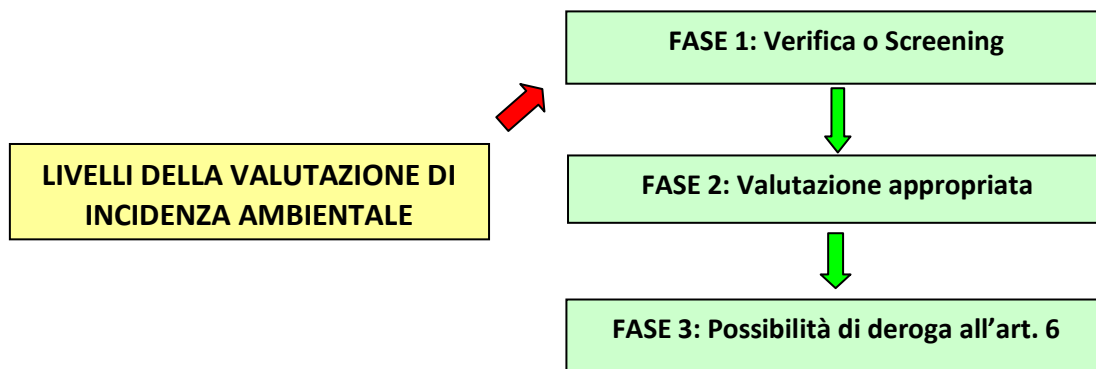 LIVELLI DELLA VALUTAZIONE DI
INCIDENZA AMBIENTALE
FASE 1: Verifica o Screening
FASE 2: Valutazione appropriata
FASE 3: Possibilità di deroga all’art. 6